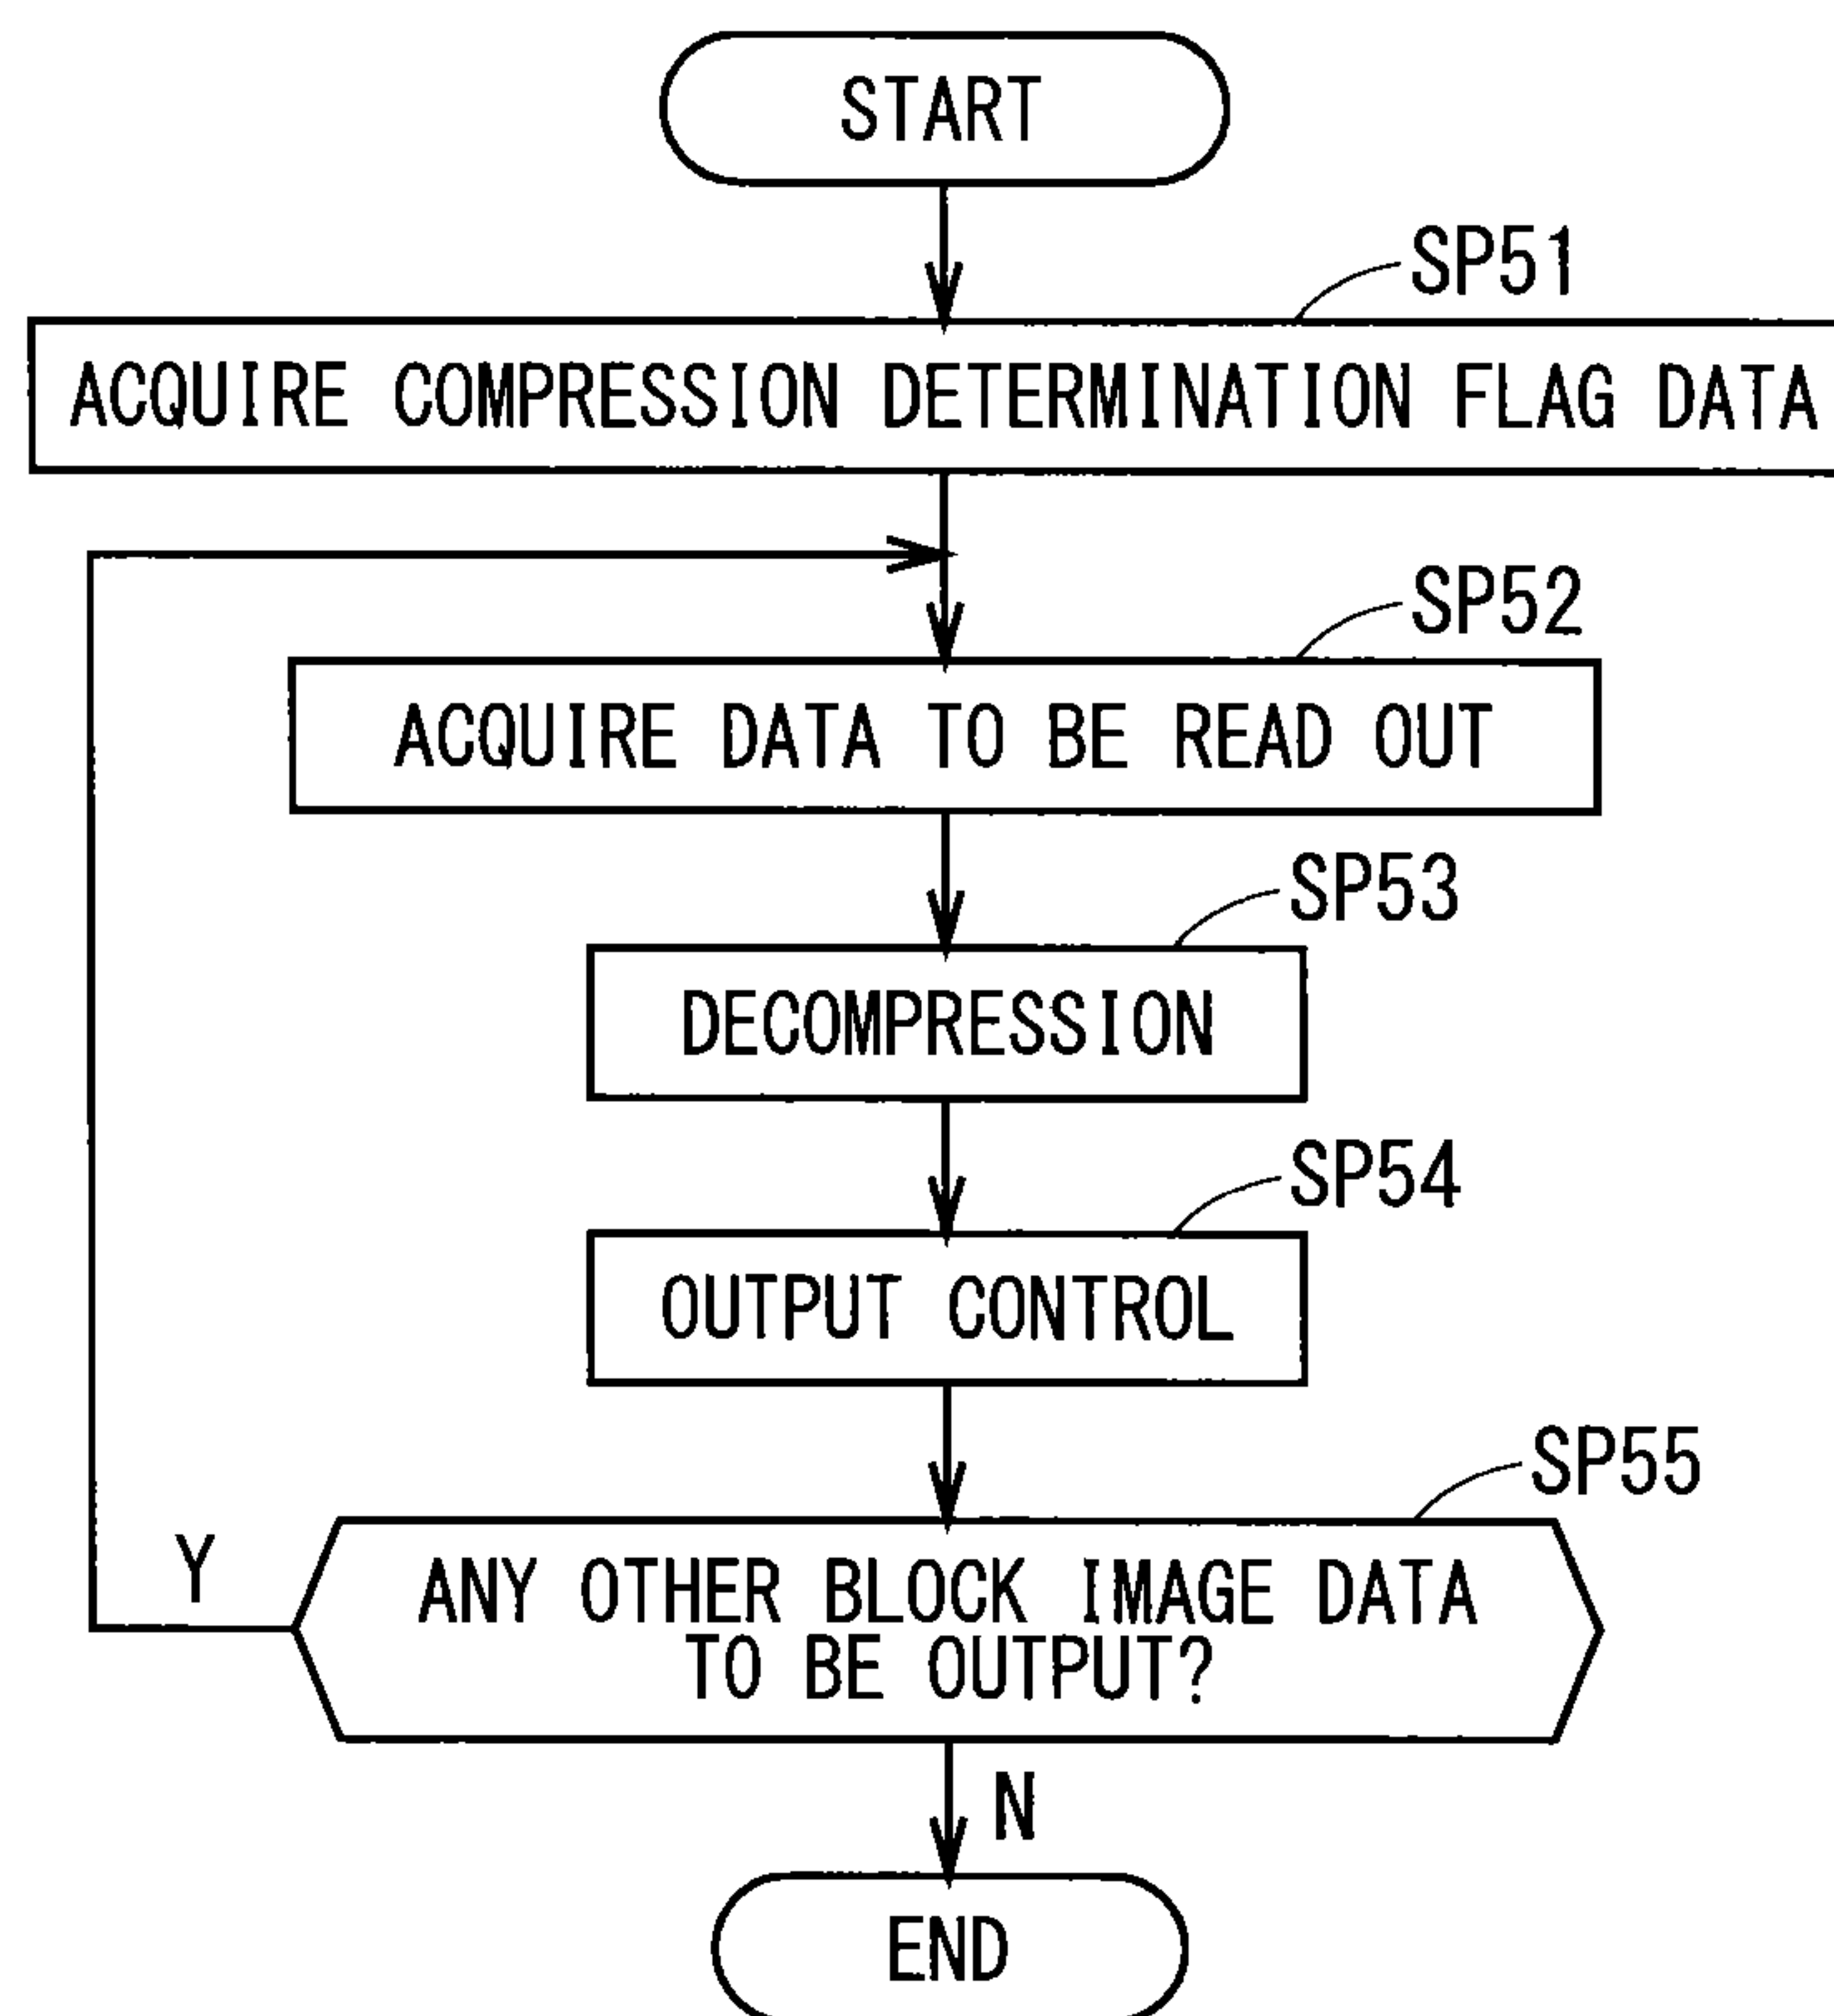 START
SP51
ACQUIRE COMPRESSION DETERMINATION FLAG DATA
SP52
ACQUIRE DATA TO BE READ OUT
SP53
DECOMPRESSION
SP54
OUTPUT CONTROL
SP55
Y
ANY OTHER BLOCK IMAGE DATA
TO BE OUTPUT?
N
END